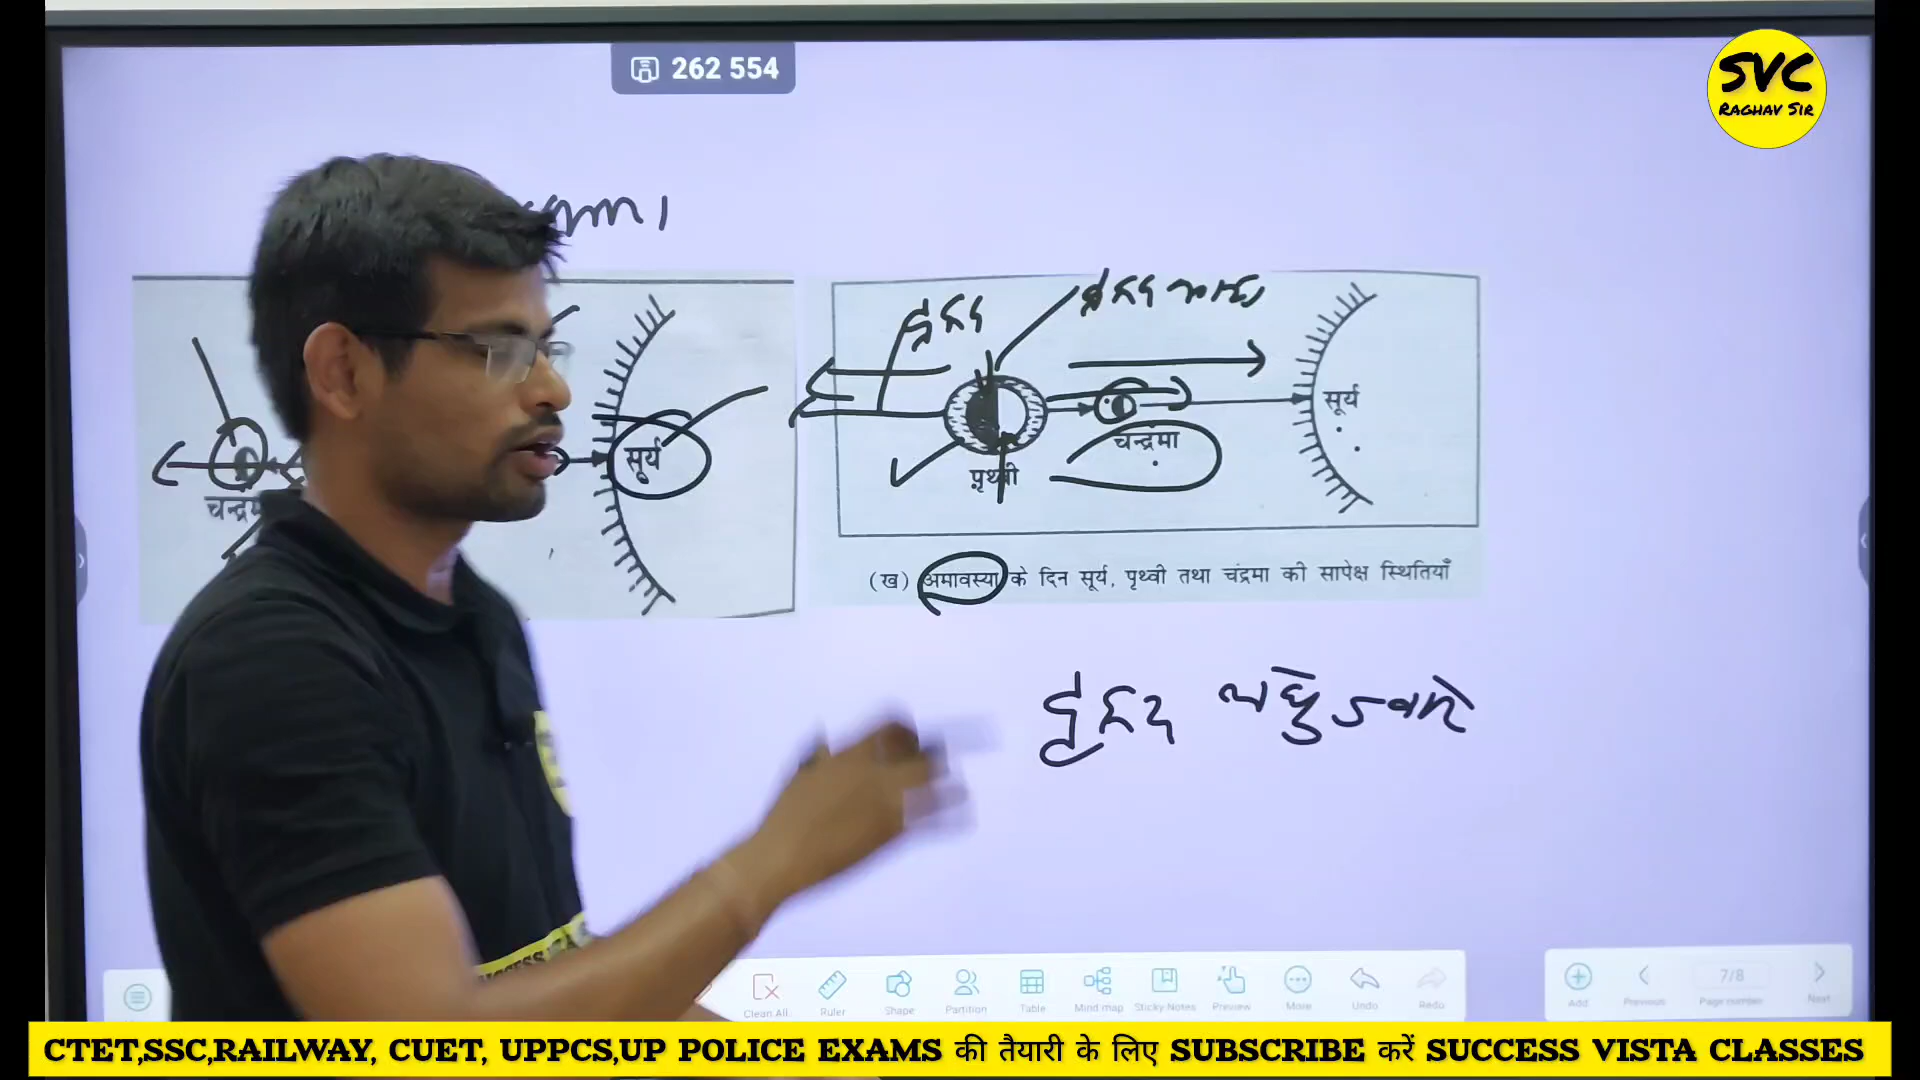 262 554
SVC
RAGHAV SIR
सूर्य
चन्द्रम
सूर्य
चन्द्रमा
पृथ्वी
(ख) अमावस्या के दिन सूर्य, पृथ्वी तथा चंद्रमा की सापेक्ष स्थितियाँ
Clean All
Ruler
Shape
Partition
Table
Mind map
Sticky Notes
Preview
More
Undo
Redo
Add
Previous
7/8
Page number
Next
CTET,SSC,RAILWAY, CUET, UPPCS,UP POLICE EXAMS की तैयारी के लिए SUBSCRIBE करें SUCCESS VISTA CLASSES